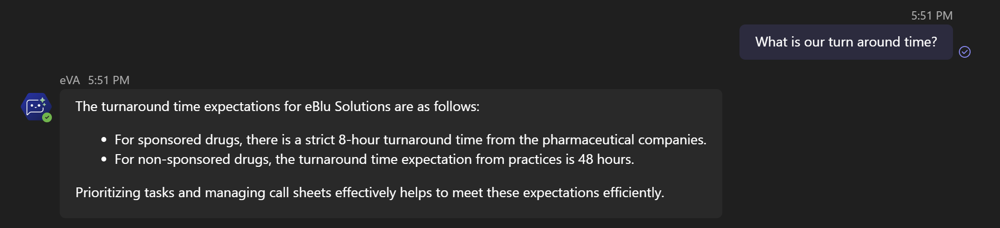 5:51 PM
What is our turn around time?
eVA 5:51 PM
The turnaround time expectations for eBlu Solutions are as follows:
• For sponsored drugs, there is a strict 8-hour turnaround time from the pharmaceutical companies.
• For non-sponsored drugs, the turnaround time expectation from practices is 48 hours.
Prioritizing tasks and managing call sheets effectively helps to meet these expectations efficiently.